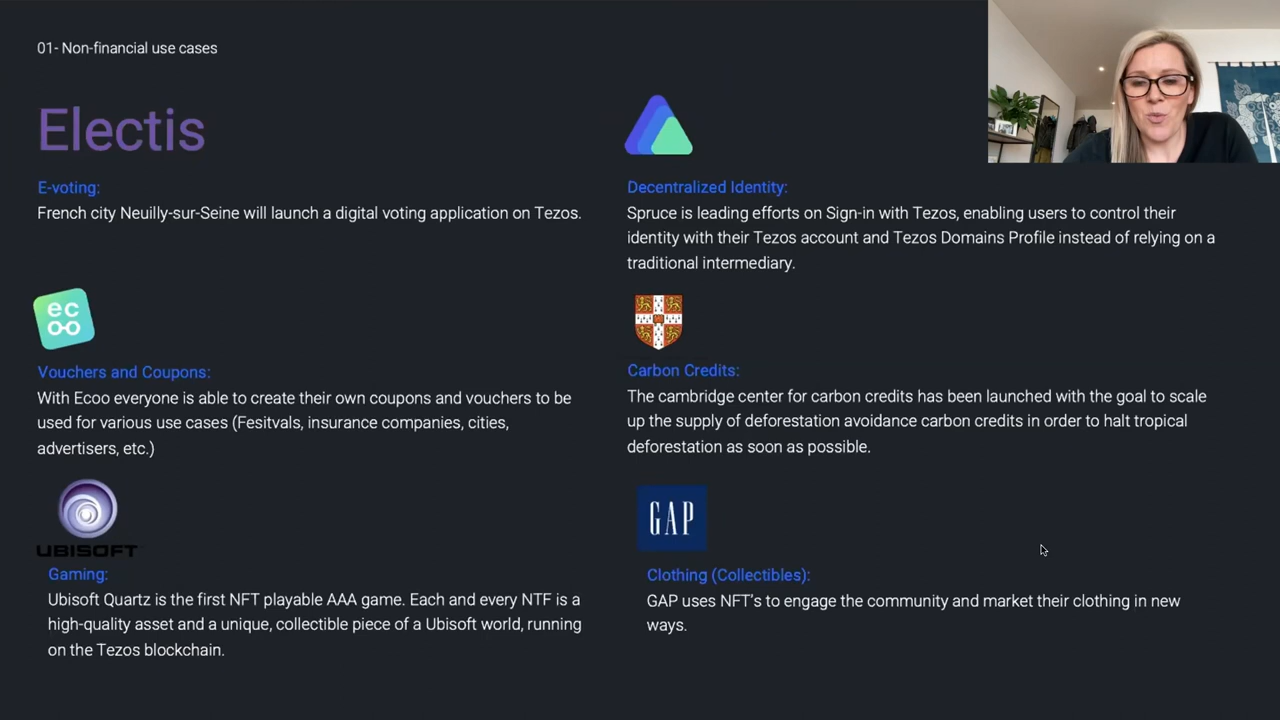 01- Non-financial use cases
Electis
E-voting:
French city Neuilly-sur-Seine will launch a digital voting application on Tezos.
Decentralized Identity:
Spruce is leading efforts on Sign-in with Tezos, enabling users to control their
identity with their Tezos account and Tezos Domains Profile instead of relying on a
traditional intermediary.
ec
oo
Vouchers and Coupons:
With Ecoo everyone is able to create their own coupons and vouchers to be
used for various use cases (Fesitvals, insurance companies, cities,
advertisers, etc.)
Carbon Credits:
The cambridge center for carbon credits has been launched with the goal to scale
up the supply of deforestation avoidance carbon credits in order to halt tropical
deforestation as soon as possible.
UBISOFT
Gaming:
Ubisoft Quartz is the first NFT playable AAA game. Each and every NTF is a
high-quality asset and a unique, collectible piece of a Ubisoft world, running
on the Tezos blockchain.
GAP
Clothing (Collectibles):
GAP uses NFT's to engage the community and market their clothing in new
ways.